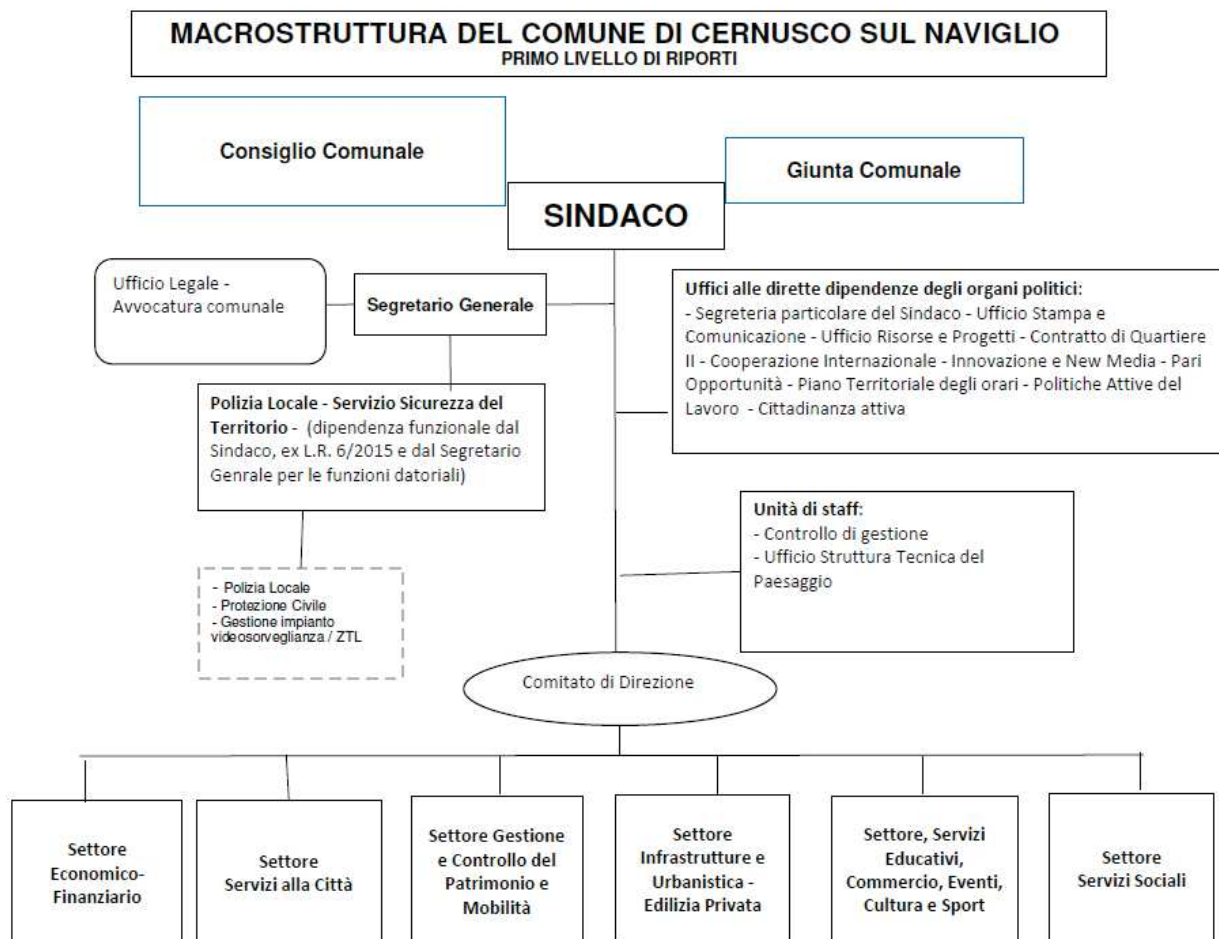 MACROSTRUTTURA DEL COMUNE DI CERNUSCO SUL NAVIGLIO
PRIMO LIVELLO DI RIPORTI
Consiglio Comunale
Giunta Comunale
SINDACO
Ufficio Legale -
Avvocatura comunale
Segretario Generale
Uffici alle dirette dipendenze degli organi politici:
- Segreteria particolare del Sindaco - Ufficio Stampa e
Comunicazione - Ufficio Risorse e Progetti - Contratto di Quartiere
II - Cooperazione Internazionale - Innovazione e New Media - Pari
Opportunità - Piano Territoriale degli orari - Politiche Attive del
Lavoro - Cittadinanza attiva
Polizia Locale - Servizio Sicurezza del
Territorio - (dipendenza funzionale dal
Sindaco, ex L.R. 6/2015 e dal Segretario
Genrale per le funzioni datoriali)
Unità di staff:
- Controllo di gestione
- Ufficio Struttura Tecnica del
Paesaggio
- Polizia Locale
- Protezione Civile
- Gestione impianto
videosorveglianza / ZTL
Comitato di Direzione
Settore
Economico-
Finanziario
Settore
Servizi alla Città
Settore Gestione
e Controllo del
Patrimonio e
Mobilità
Settore
Infrastrutture e
Urbanistica -
Edilizia Privata
Settore, Servizi
Educativi,
Commercio, Eventi,
Cultura e Sport
Settore
Servizi Sociali